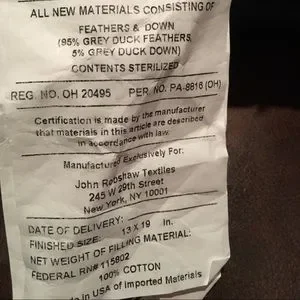 ALL NEW MATERIALS CONSISTING OF
FEATHERS & DOWN
(95% GREY DUCK FEATHERS,
5% GREY DUCK DOWN)
CONTENTS STERILIZED
REG. NO. OH 20495 PER. NO. PA-8816 (OH)
Certification is made by the manufacturer
that materials in this article are described
in accordance with law.
Manufactured Exclusively For:
John Robshaw Textiles
245 W 29th Street
New York, NY 10001
DATE OF DELIVERY:
FINISHED SIZE: 13 X 19 in.
NET WEIGHT OF FILLING MATERIAL:
FEDERAL RN# 115802
100% COTTON
in USA of Imported Materials